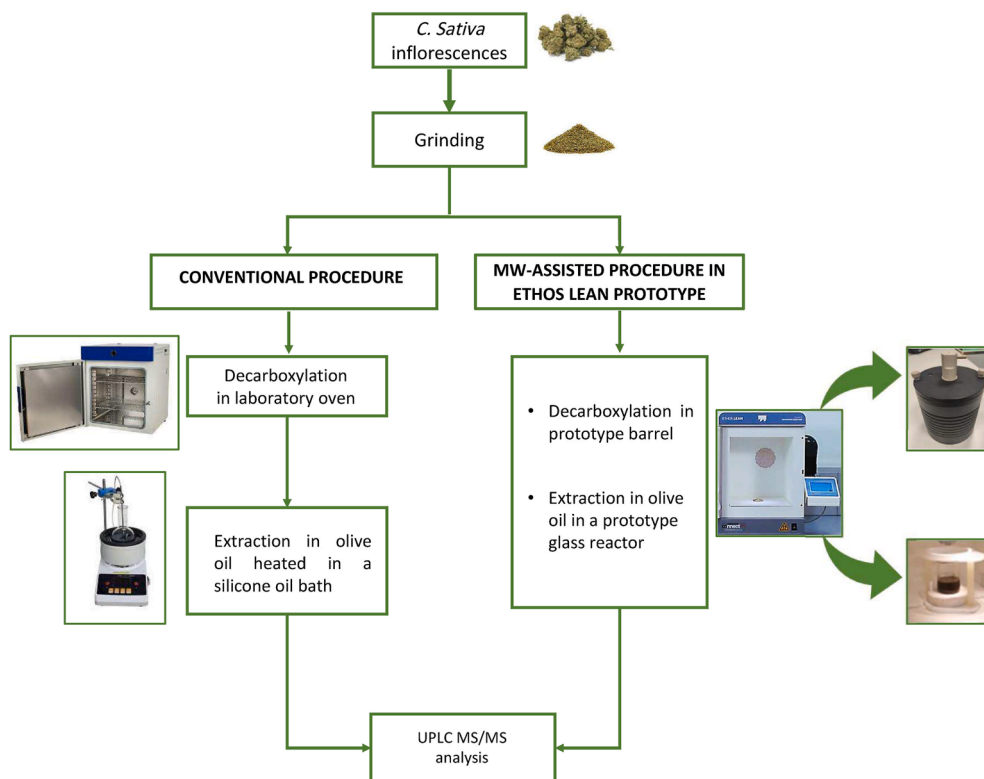 C. Sativa
inflorescences
Grinding
CONVENTIONAL PROCEDURE
MW-ASSISTED PROCEDURE IN
ETHOS LEAN PROTOTYPE
Decarboxylation
in laboratory oven
Extraction in olive
oil heated in a
silicone oil bath
• Decarboxylation in
prototype barrel
• Extraction in olive
oil in a prototype
glass reactor
ETHOS LEAN
UPLC MS/MS
analysis